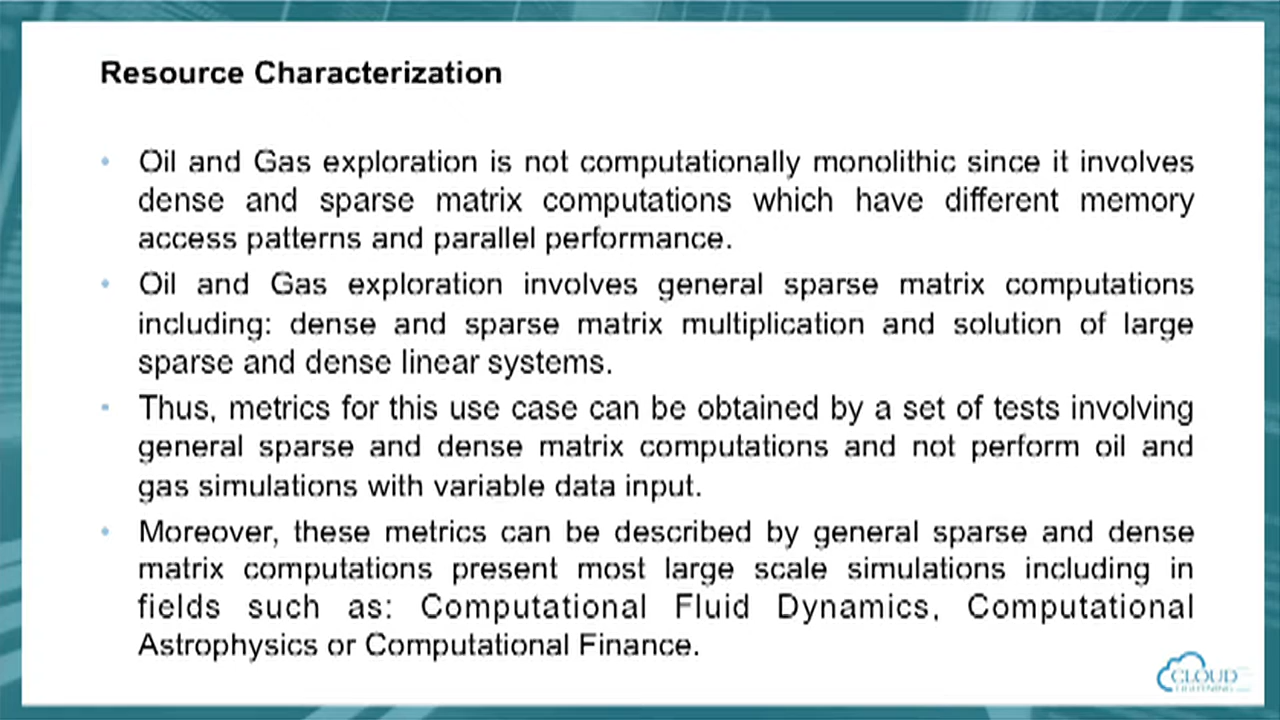 Resource Characterization
• Oil and Gas exploration is not computationally monolithic since it involves
dense and sparse matrix computations which have different memory
access patterns and parallel performance.
• Oil and Gas exploration involves general sparse matrix computations
including: dense and sparse matrix multiplication and solution of large
sparse and dense linear systems.
• Thus, metrics for this use case can be obtained by a set of tests involving
general sparse and dense matrix computations and not perform oil and
gas simulations with variable data input.
• Moreover, these metrics can be described by general sparse and dense
matrix computations present most large scale simulations including in
fields such as: Computational Fluid Dynamics, Computational
Astrophysics or Computational Finance.
CLOUD
LIGHTNING